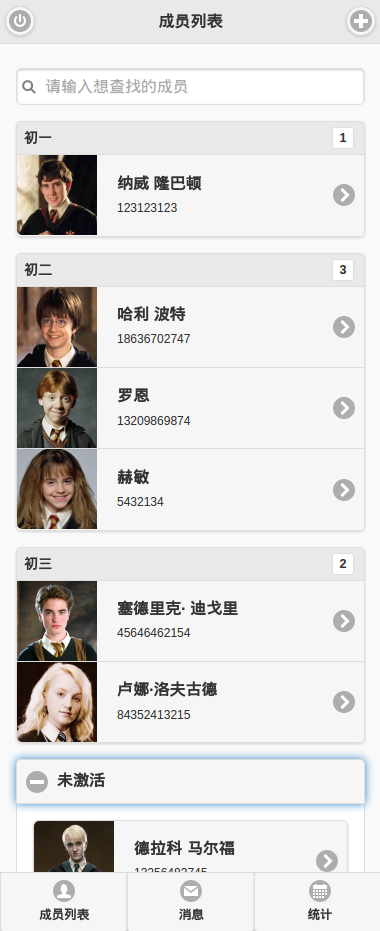 成员列表
请输入想查找的成员
初一 1
纳威 隆巴顿
123123123
初二 3
哈利 波特
18636702747
罗恩
13209869874
赫敏
5432134
初三 2
塞德里克· 迪戈里
45646462154
卢娜·洛夫古德
84352413215
未激活
德拉科 马尔福
成员列表 消息 统计